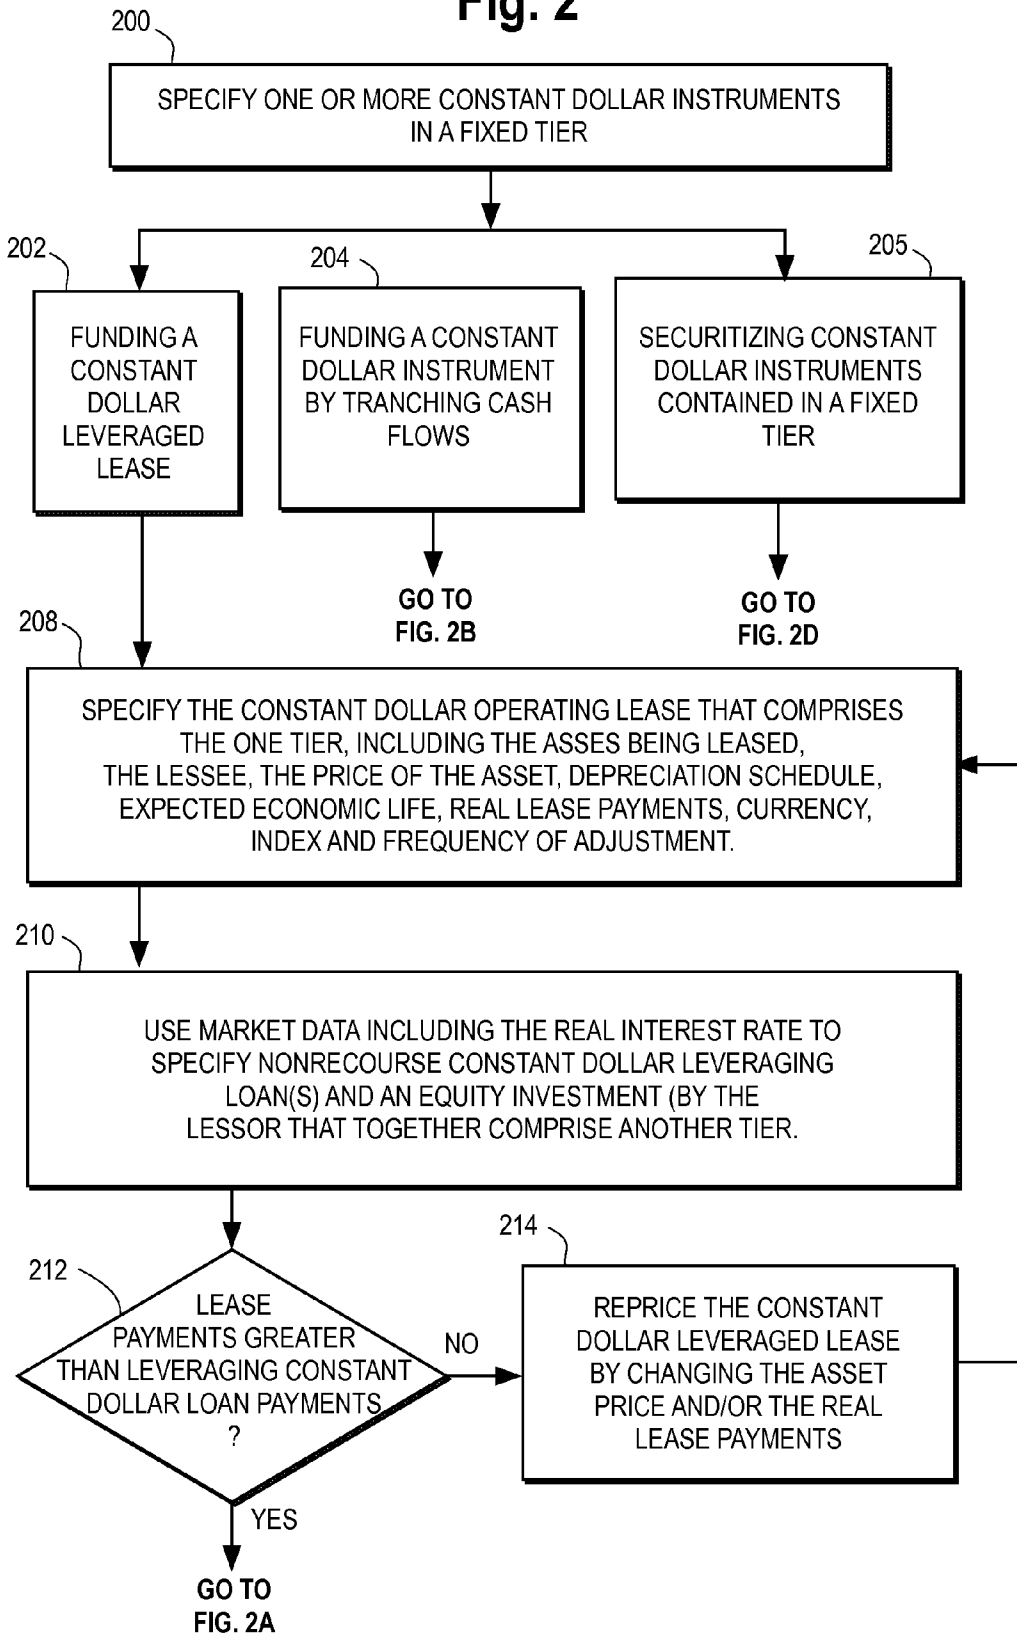 Fig. 2
200
SPECIFY ONE OR MORE CONSTANT DOLLAR INSTRUMENTS
IN A FIXED TIER
202
FUNDING A
CONSTANT
DOLLAR
LEVERAGED
LEASE
204
FUNDING A CONSTANT
DOLLAR INSTRUMENT
BY TRANCHING CASH
FLOWS
205
SECURITIZING CONSTANT
DOLLAR INSTRUMENTS
CONTAINED IN A FIXED
TIER
GO TO
FIG. 2B
GO TO
FIG. 2D
208
SPECIFY THE CONSTANT DOLLAR OPERATING LEASE THAT COMPRISES
THE ONE TIER, INCLUDING THE ASSES BEING LEASED,
THE LESSEE, THE PRICE OF THE ASSET, DEPRECIATION SCHEDULE,
EXPECTED ECONOMIC LIFE, REAL LEASE PAYMENTS, CURRENCY,
INDEX AND FREQUENCY OF ADJUSTMENT.
210
USE MARKET DATA INCLUDING THE REAL INTEREST RATE TO
SPECIFY NONRECOURSE CONSTANT DOLLAR LEVERAGING
LOAN(S) AND AN EQUITY INVESTMENT (BY THE
LESSOR THAT TOGETHER COMPRISE ANOTHER TIER.
212
LEASE
PAYMENTS GREATER
THAN LEVERAGING CONSTANT
DOLLAR LOAN PAYMENTS
?
NO
214
REPRICE THE CONSTANT
DOLLAR LEVERAGED LEASE
BY CHANGING THE ASSET
PRICE AND/OR THE REAL
LEASE PAYMENTS
YES
GO TO
FIG. 2A